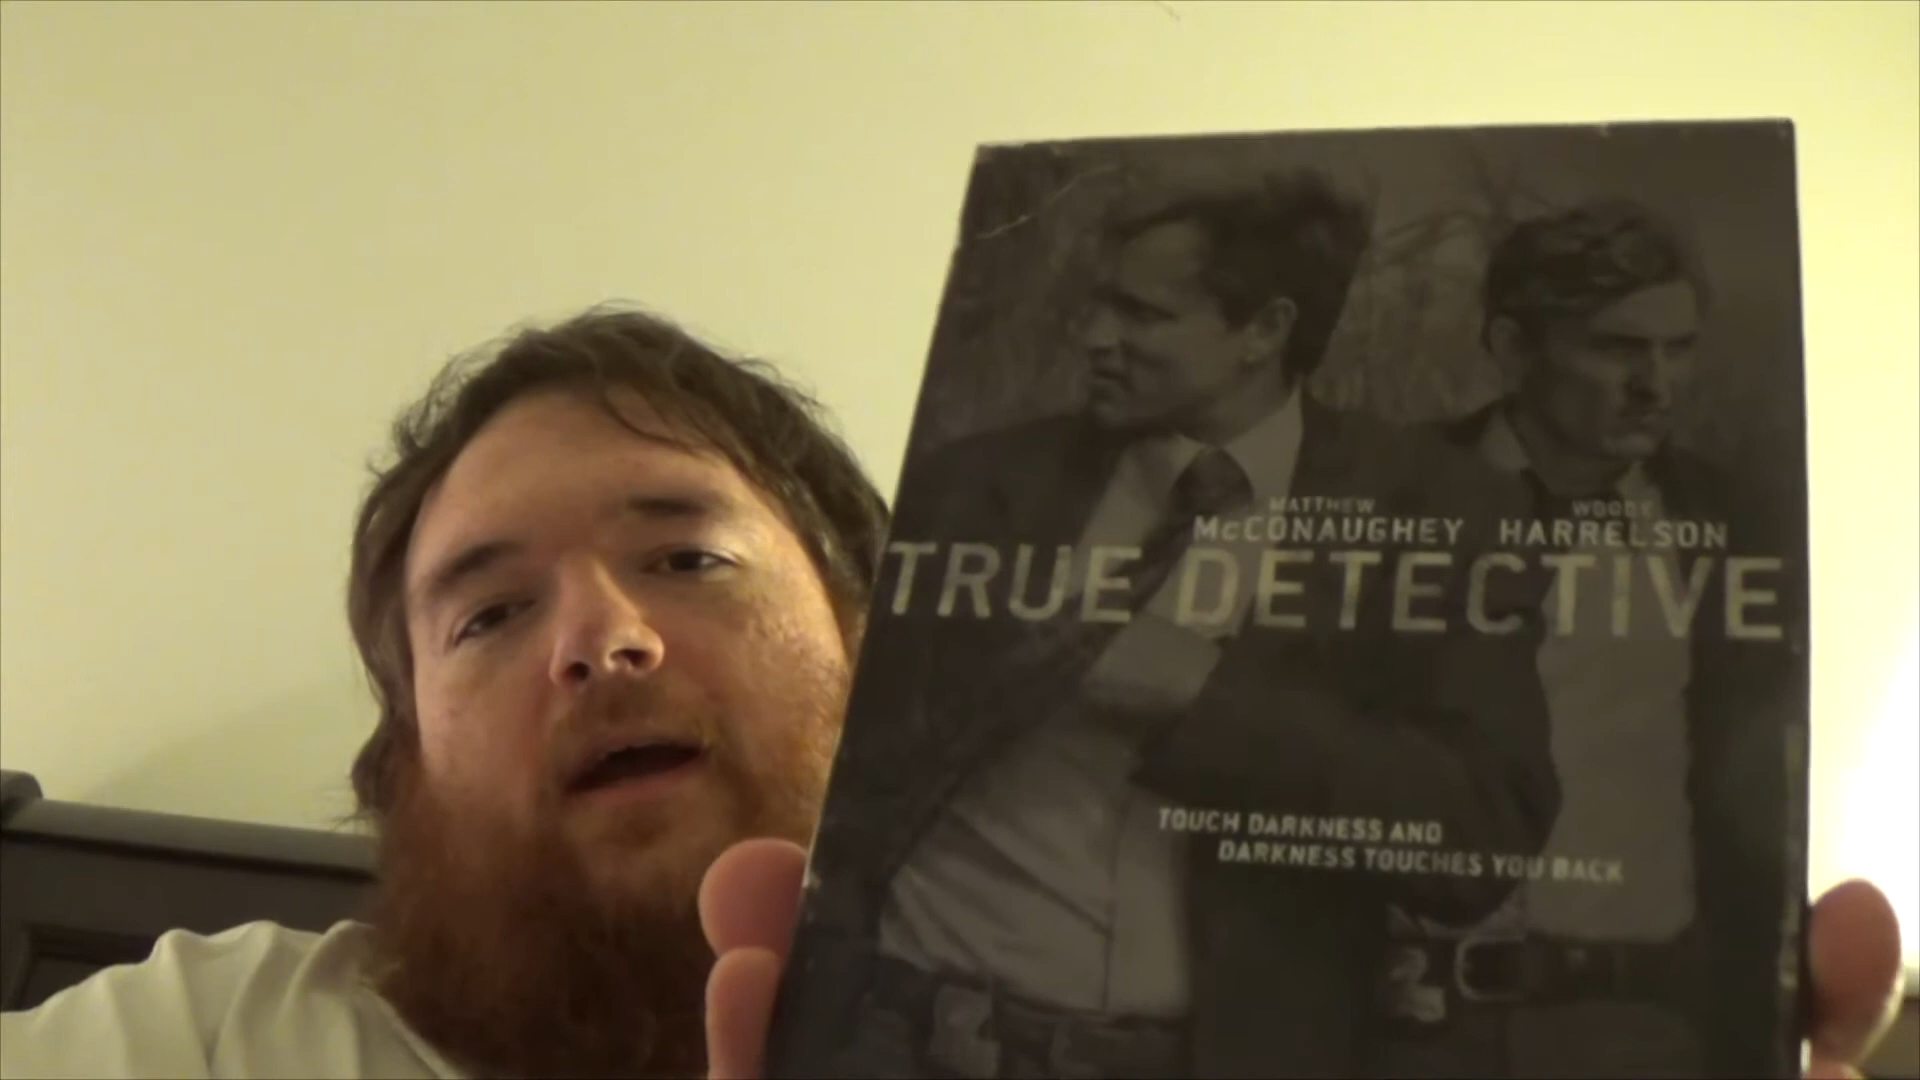 MATTHEW WOODY
McCONAUGHEY HARRELSON
TRUE DETECTIVE
TOUCH DARKNESS AND
DARKNESS TOUCHES YOU BACK